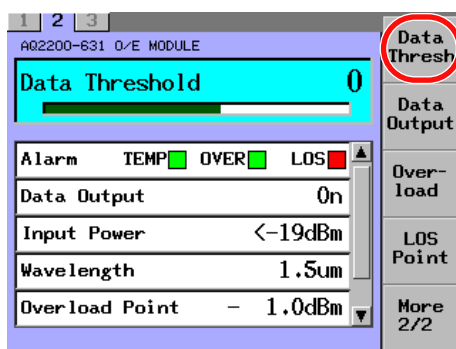 1 2 3
AQ2200-631 O/E MODULE
Data Threshold 0
Alarm TEMP OVER LOS
Data Output On
Input Power <-19dBm
Wavelength 1.5um
Overload Point - 1.0dBm
Data
Thresh
Data
Output
Over-
load
LOS
Point
More
2/2